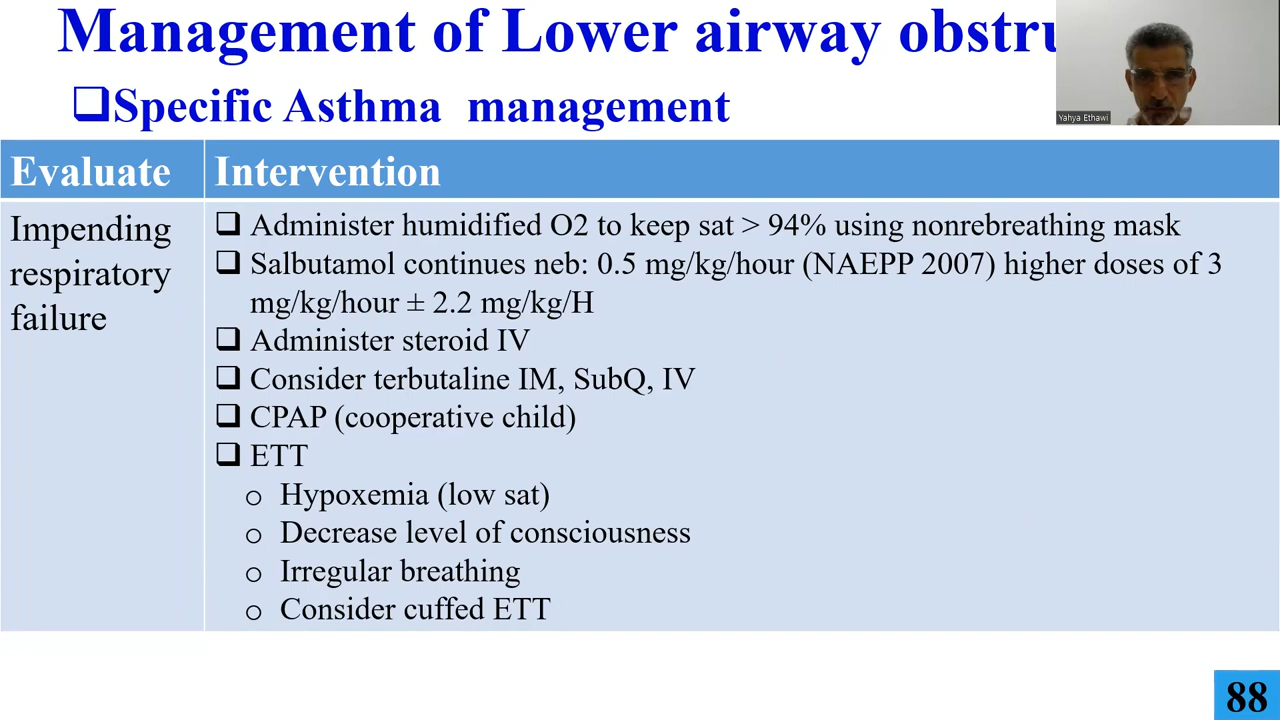 Management of Lower airway obstru
❑Specific Asthma management
Yahya Ethawi
Evaluate
Intervention
Impending
respiratory
failure
❑ Administer humidified O2 to keep sat > 94% using nonrebreathing mask
❑ Salbutamol continues neb: 0.5 mg/kg/hour (NAEPP 2007) higher doses of 3
mg/kg/hour ± 2.2 mg/kg/H
❑ Administer steroid IV
❑ Consider terbutaline IM, SubQ, IV
❑ CPAP (cooperative child)
❑ ETT
o Hypoxemia (low sat)
o Decrease level of consciousness
o Irregular breathing
o Consider cuffed ETT
88